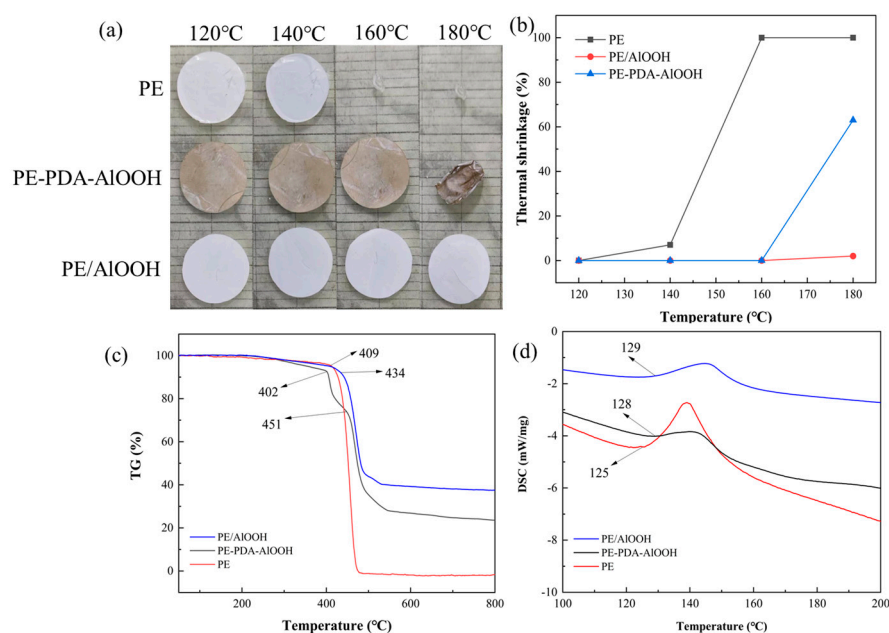 (a)
120℃ 140℃ 160℃ 180℃
PE
PE-PDA-AlOOH
PE/AlOOH
(b)
PE
PE/AlOOH
PE-PDA-AlOOH
Thermal shrinkage (%)
100
80
60
40
20
0
120 130 140 150 160 170 180
Temperature (℃)
(c)
TG (%)
100
80
60
40
20
0
409
434
402
451
PE/AlOOH
PE-PDA-AlOOH
PE
200 400 600 800
Temperature (℃)
(d)
DSC (mW/mg)
0
-2
-4
-6
-8
-10
129
128
125
PE/AlOOH
PE-PDA-AlOOH
PE
100 120 140 160 180 200
Temperature (℃)